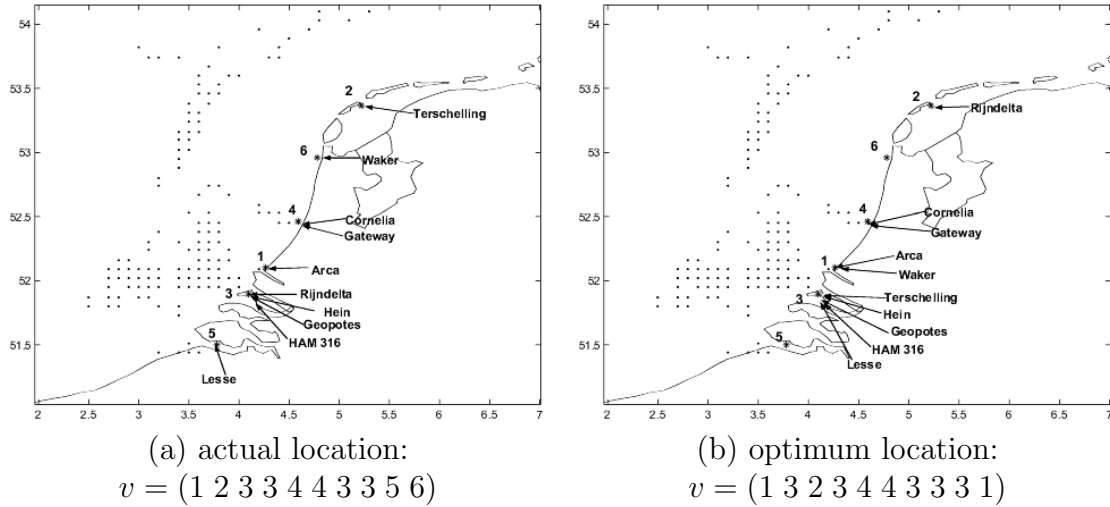 54
53.5
53
52.5
52
51.5
2
2.5
3
3.5
4
4.5
5
5.5
6
6.5
7
2
Terschelling
6
Waker
4
Cornelia
Gateway
1
Arca
3
Rijndelta
Hein
Geopotes
HAM 316
5
Lesse
(a) actual location:
v = (1 2 3 3 4 4 3 3 5 6)
54
53.5
53
52.5
52
51.5
2
2.5
3
3.5
4
4.5
5
5.5
6
6.5
7
2
Rijndelta
6
4
Cornelia
Gateway
1
Arca
Waker
3
Terschelling
Hein
Geopotes
5
HAM 316
Lesse
(b) optimum location:
v = (1 3 2 3 4 4 3 3 3 1)